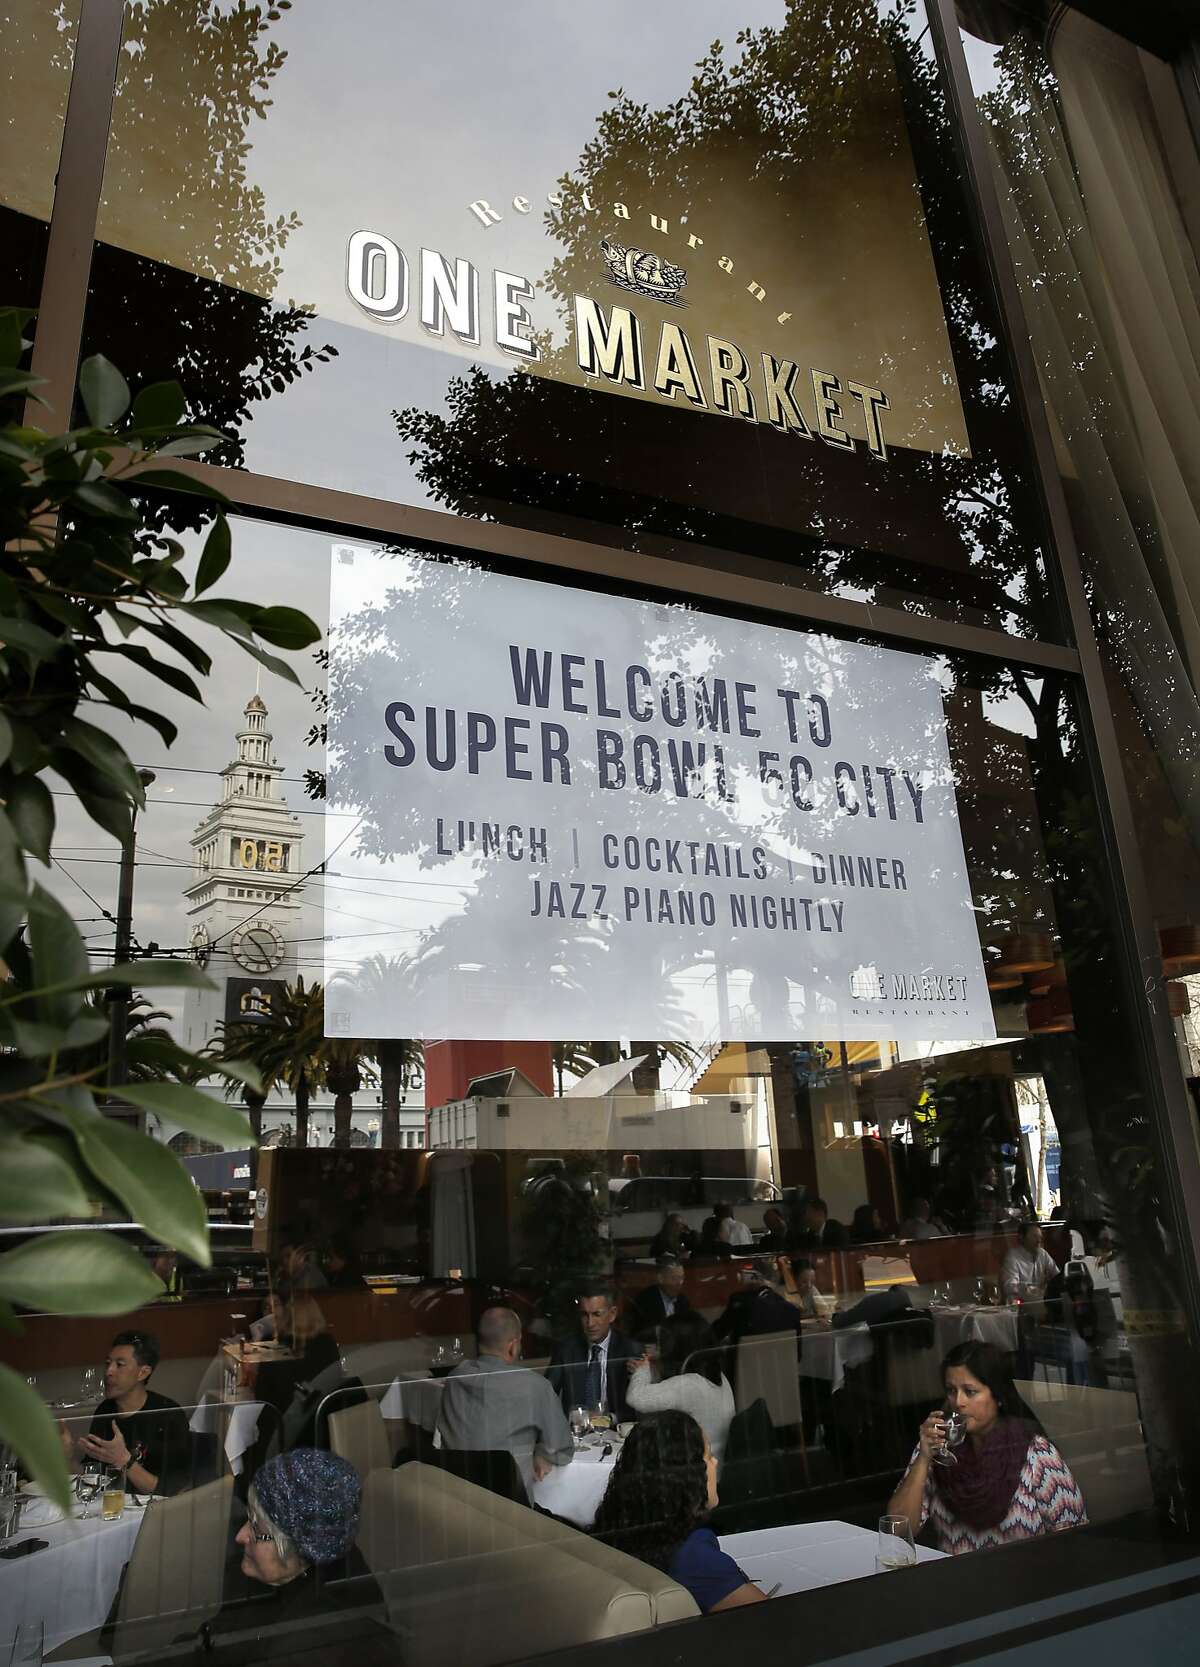 Restaurant
ONE MARKET
WELCOME TO
SUPER BOWL 50 CITY
LUNCH | COCKTAILS | DINNER
JAZZ PIANO NIGHTLY
ONE MARKET
RESTAURANT
50